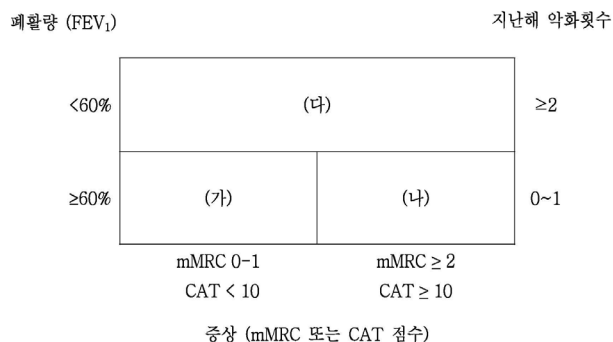 폐활량 (FEV₁)
지난해 악화횟수
<60%
(다)
≥2
≥60%
(가)
(나)
0~1
mMRC 0-1
mMRC ≥ 2
CAT < 10
CAT ≥ 10
증상 (mMRC 또는 CAT 점수)